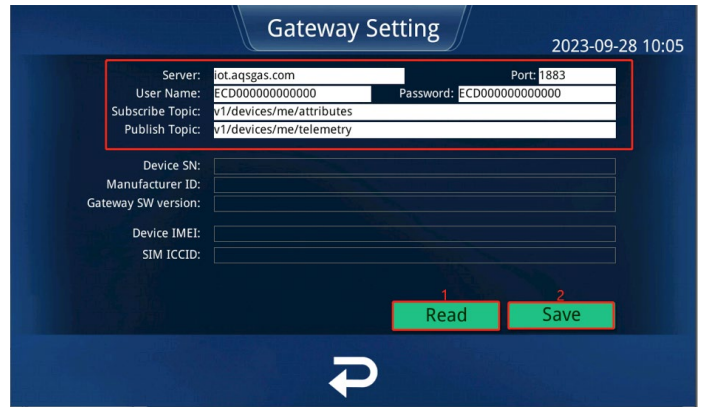 Gateway Setting
2023-09-28 10:05
Server: iot.aqsgas.com Port: 1883
User Name: ECD000000000000 Password: ECD000000000000
Subscribe Topic: v1/devices/me/attributes
Publish Topic: v1/devices/me/telemetry
Device SN:
Manufacturer ID:
Gateway SW version:
Device IMEI:
SIM ICCID:
1 2
Read Save